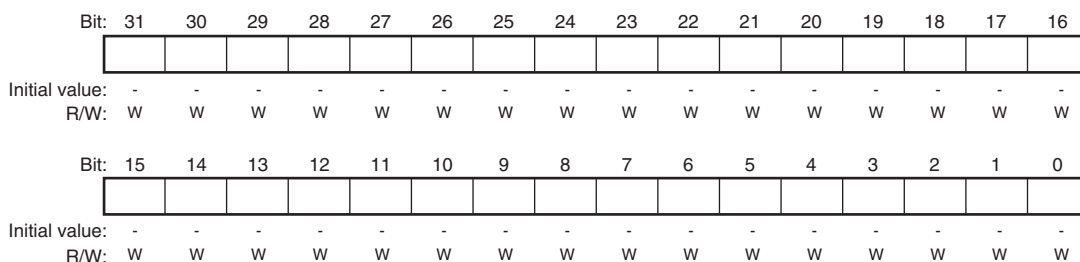 Bit: 31 30 29 28 27 26 25 24 23 22 21 20 19 18 17 16
Initial value: - - - - - - - - - - - - - - - -
R/W: W W W W W W W W W W W W W W W W
Bit: 15 14 13 12 11 10 9 8 7 6 5 4 3 2 1 0
Initial value: - - - - - - - - - - - - - - - -
R/W: W W W W W W W W W W W W W W W W